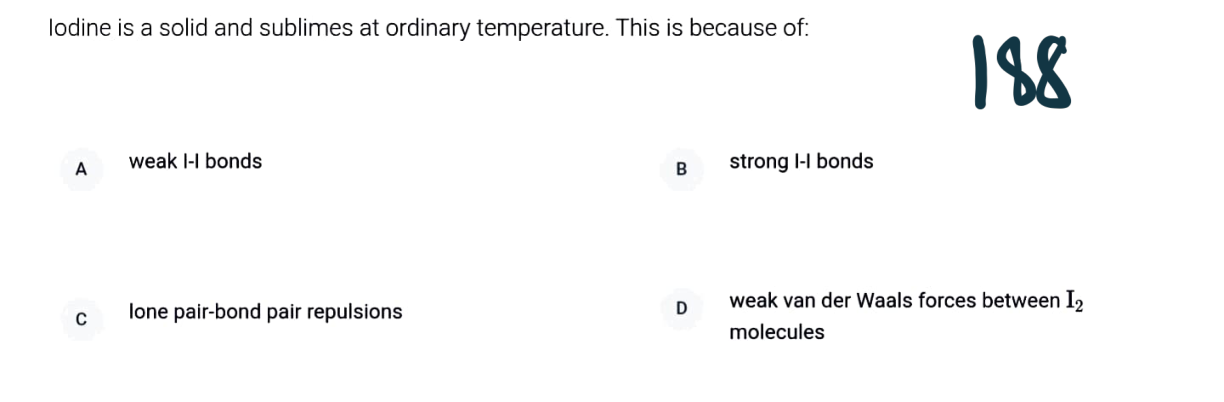 Iodine is a solid and sublimes at ordinary temperature. This is because of:
188
A weak I-I bonds
B strong I-I bonds
C lone pair-bond pair repulsions
D weak van der Waals forces between I₂
molecules